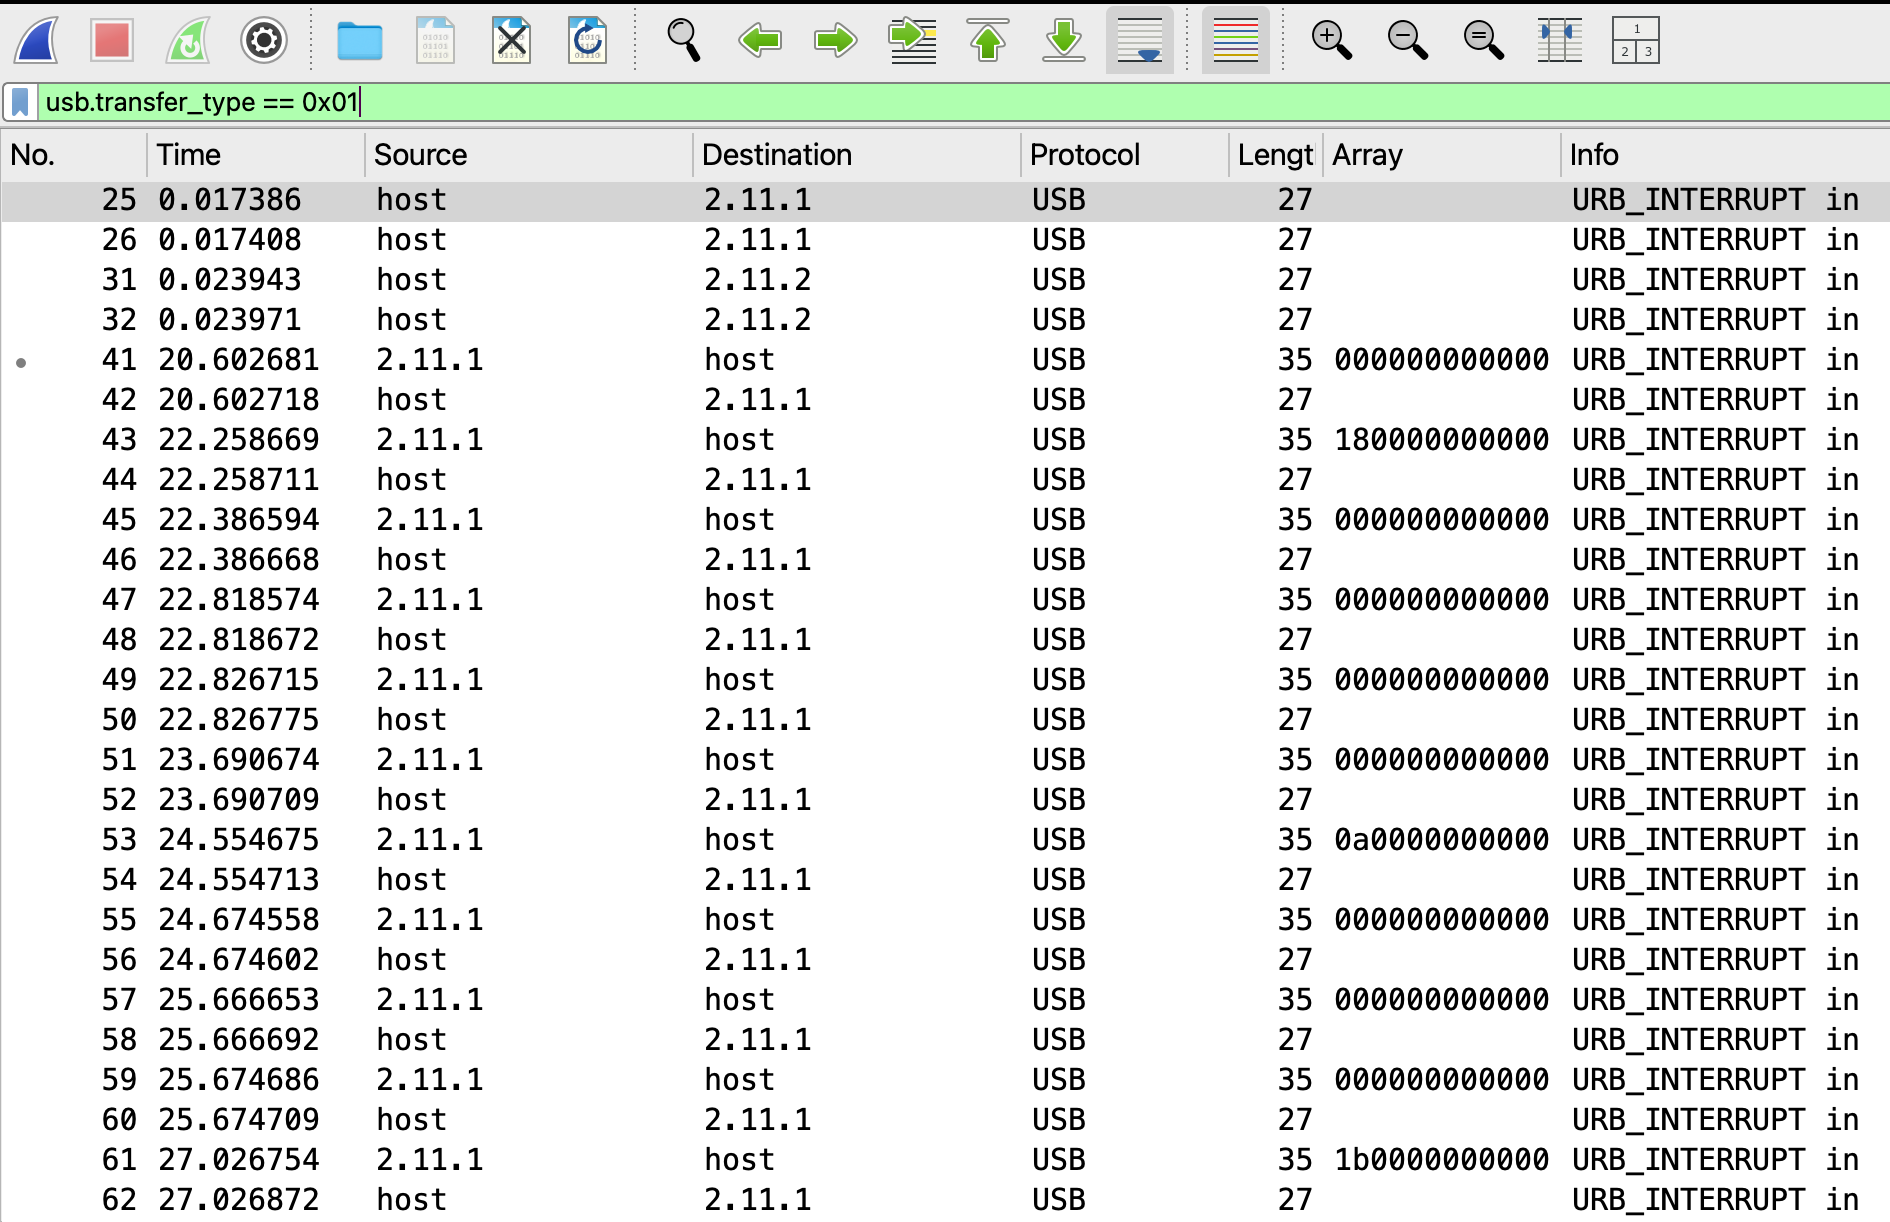 usb.transfer_type == 0x01
No. Time Source Destination Protocol Lengt Array Info
25 0.017386 host 2.11.1 USB 27 URB_INTERRUPT in
26 0.017408 host 2.11.1 USB 27 URB_INTERRUPT in
31 0.023943 host 2.11.2 USB 27 URB_INTERRUPT in
32 0.023971 host 2.11.2 USB 27 URB_INTERRUPT in
41 20.602681 2.11.1 host USB 35 000000000000 URB_INTERRUPT in
42 20.602718 host 2.11.1 USB 27 URB_INTERRUPT in
43 22.258669 2.11.1 host USB 35 180000000000 URB_INTERRUPT in
44 22.258711 host 2.11.1 USB 27 URB_INTERRUPT in
45 22.386594 2.11.1 host USB 35 000000000000 URB_INTERRUPT in
46 22.386668 host 2.11.1 USB 27 URB_INTERRUPT in
47 22.818574 2.11.1 host USB 35 000000000000 URB_INTERRUPT in
48 22.818672 host 2.11.1 USB 27 URB_INTERRUPT in
49 22.826715 2.11.1 host USB 35 000000000000 URB_INTERRUPT in
50 22.826775 host 2.11.1 USB 27 URB_INTERRUPT in
51 23.690674 2.11.1 host USB 35 000000000000 URB_INTERRUPT in
52 23.690709 host 2.11.1 USB 27 URB_INTERRUPT in
53 24.554675 2.11.1 host USB 35 0a0000000000 URB_INTERRUPT in
54 24.554713 host 2.11.1 USB 27 URB_INTERRUPT in
55 24.674558 2.11.1 host USB 35 000000000000 URB_INTERRUPT in
56 24.674602 host 2.11.1 USB 27 URB_INTERRUPT in
57 25.666653 2.11.1 host USB 35 000000000000 URB_INTERRUPT in
58 25.666692 host 2.11.1 USB 27 URB_INTERRUPT in
59 25.674686 2.11.1 host USB 35 000000000000 URB_INTERRUPT in
60 25.674709 host 2.11.1 USB 27 URB_INTERRUPT in
61 27.026754 2.11.1 host USB 35 1b0000000000 URB_INTERRUPT in
62 27.026872 host 2.11.1 USB 27 URB_INTERRUPT in